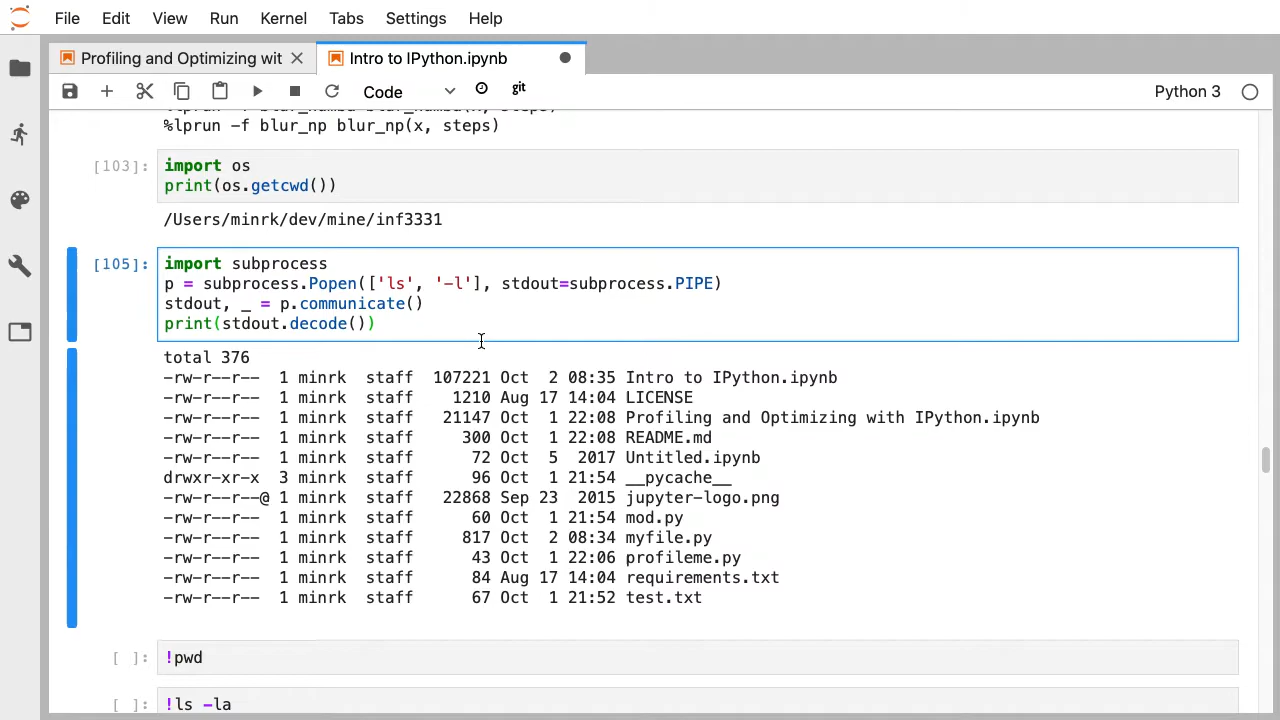 File Edit View Run Kernel Tabs Settings Help
Profiling and Optimizing wit
Intro to IPython.ipynb
Code
git
Python 3
%lprun -f blur_np blur_np(x, steps)
[103]:
import os
print(os.getcwd())
/Users/minrk/dev/mine/inf3331
[105]:
import subprocess
p = subprocess.Popen(['ls', '-l'], stdout=subprocess.PIPE)
stdout, _ = p.communicate()
print(stdout.decode())
total 376
-rw-r--r-- 1 minrk staff 107221 Oct 2 08:35 Intro to IPython.ipynb
-rw-r--r-- 1 minrk staff 1210 Aug 17 14:04 LICENSE
-rw-r--r-- 1 minrk staff 21147 Oct 1 22:08 Profiling and Optimizing with IPython.ipynb
-rw-r--r-- 1 minrk staff 300 Oct 1 22:08 README.md
-rw-r--r-- 1 minrk staff 72 Oct 5 2017 Untitled.ipynb
drwxr-xr-x 3 minrk staff 96 Oct 1 21:54 __pycache__
-rw-r--r--@ 1 minrk staff 22868 Sep 23 2015 jupyter-logo.png
-rw-r--r-- 1 minrk staff 60 Oct 1 21:54 mod.py
-rw-r--r-- 1 minrk staff 817 Oct 2 08:34 myfile.py
-rw-r--r-- 1 minrk staff 43 Oct 1 22:06 profileme.py
-rw-r--r-- 1 minrk staff 84 Aug 17 14:04 requirements.txt
-rw-r--r-- 1 minrk staff 67 Oct 1 21:52 test.txt
[ ]:
!pwd
[ ]:
!ls -la